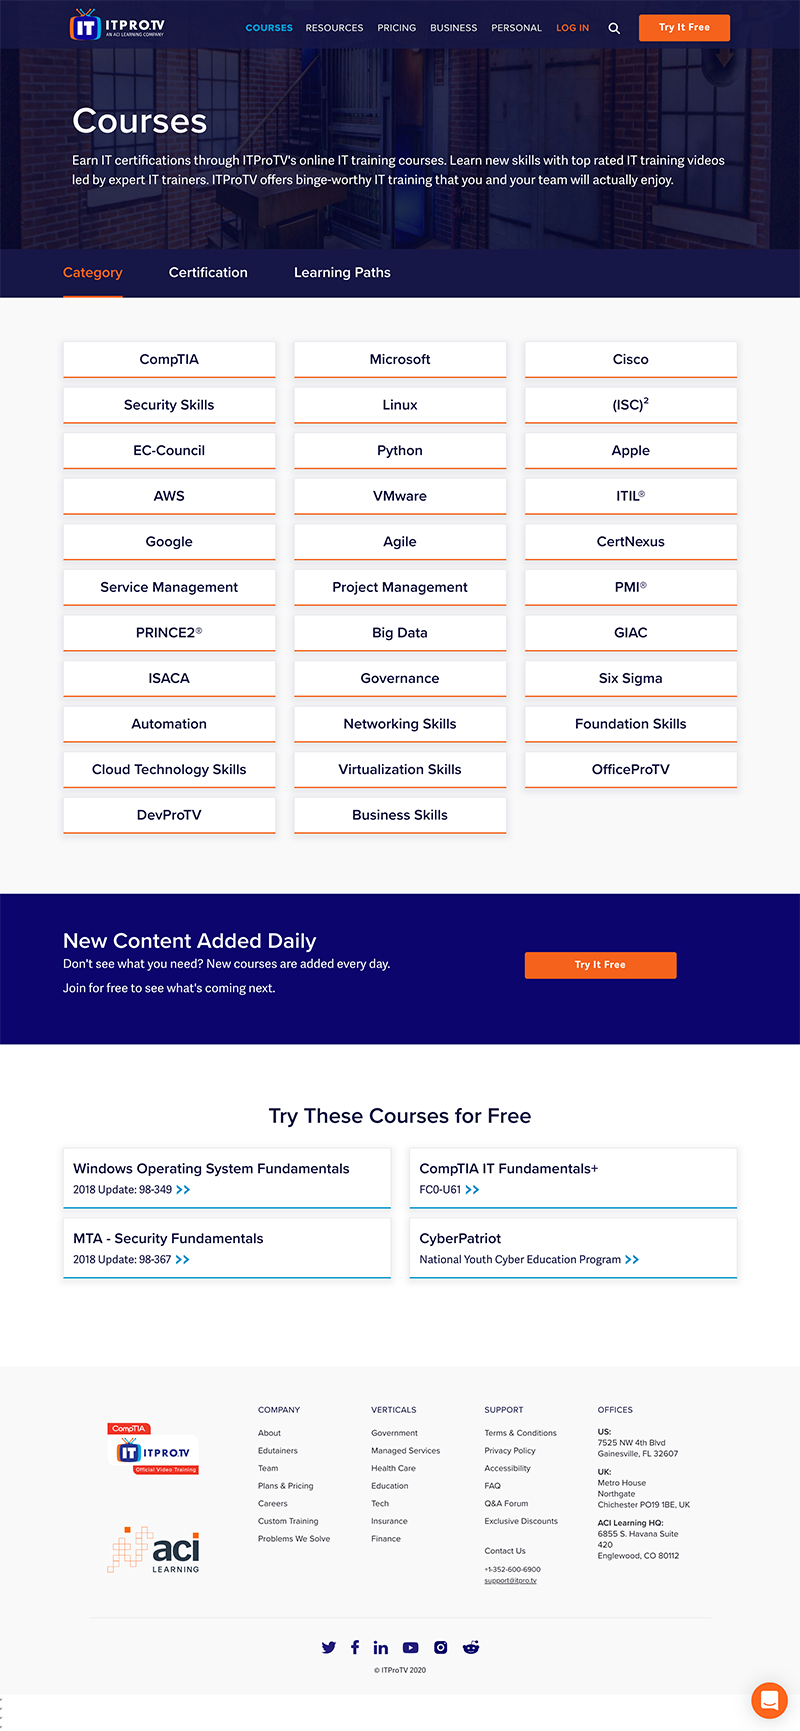 ITPRO.TV
AN ACI LEARNING COMPANY
COURSES RESOURCES PRICING BUSINESS PERSONAL LOG IN Try It Free
Courses
Earn IT certifications through ITProTV's online IT training courses. Learn new skills with top rated IT training videos
led by expert IT trainers. ITProTV offers binge-worthy IT training that you and your team will actually enjoy.
Category Certification Learning Paths
CompTIA Microsoft Cisco
Security Skills Linux (ISC)²
EC-Council Python Apple
AWS VMware ITIL®
Google Agile CertNexus
Service Management Project Management PMI®
PRINCE2® Big Data GIAC
ISACA Governance Six Sigma
Automation Networking Skills Foundation Skills
Cloud Technology Skills Virtualization Skills OfficeProTV
DevProTV Business Skills
New Content Added Daily
Don't see what you need? New courses are added every day.
Join for free to see what's coming next.
Try It Free
Try These Courses for Free
Windows Operating System Fundamentals
2018 Update: 98-349 >>
CompTIA IT Fundamentals+
FC0-U61 >>
MTA - Security Fundamentals
2018 Update: 98-367 >>
CyberPatriot
National Youth Cyber Education Program >>
CompTIA
IT ITPRO.TV
Official Video Training
aci
LEARNING
COMPANY
About
Edutainers
Team
Plans & Pricing
Careers
Custom Training
Problems We Solve
VERTICALS
Government
Managed Services
Health Care
Education
Tech
Insurance
Finance
SUPPORT
Terms & Conditions
Privacy Policy
Accessibility
FAQ
Q&A Forum
Exclusive Discounts
Contact Us
+1-352-600-6900
support@itpro.tv
OFFICES
US:
7525 NW 4th Blvd
Gainesville, FL 32607
UK:
Metro House
Northgate
Chichester PO19 1BE, UK
ACI Learning HQ:
6855 S. Havana Suite
420
Englewood, CO 80112
© ITProTV 2020